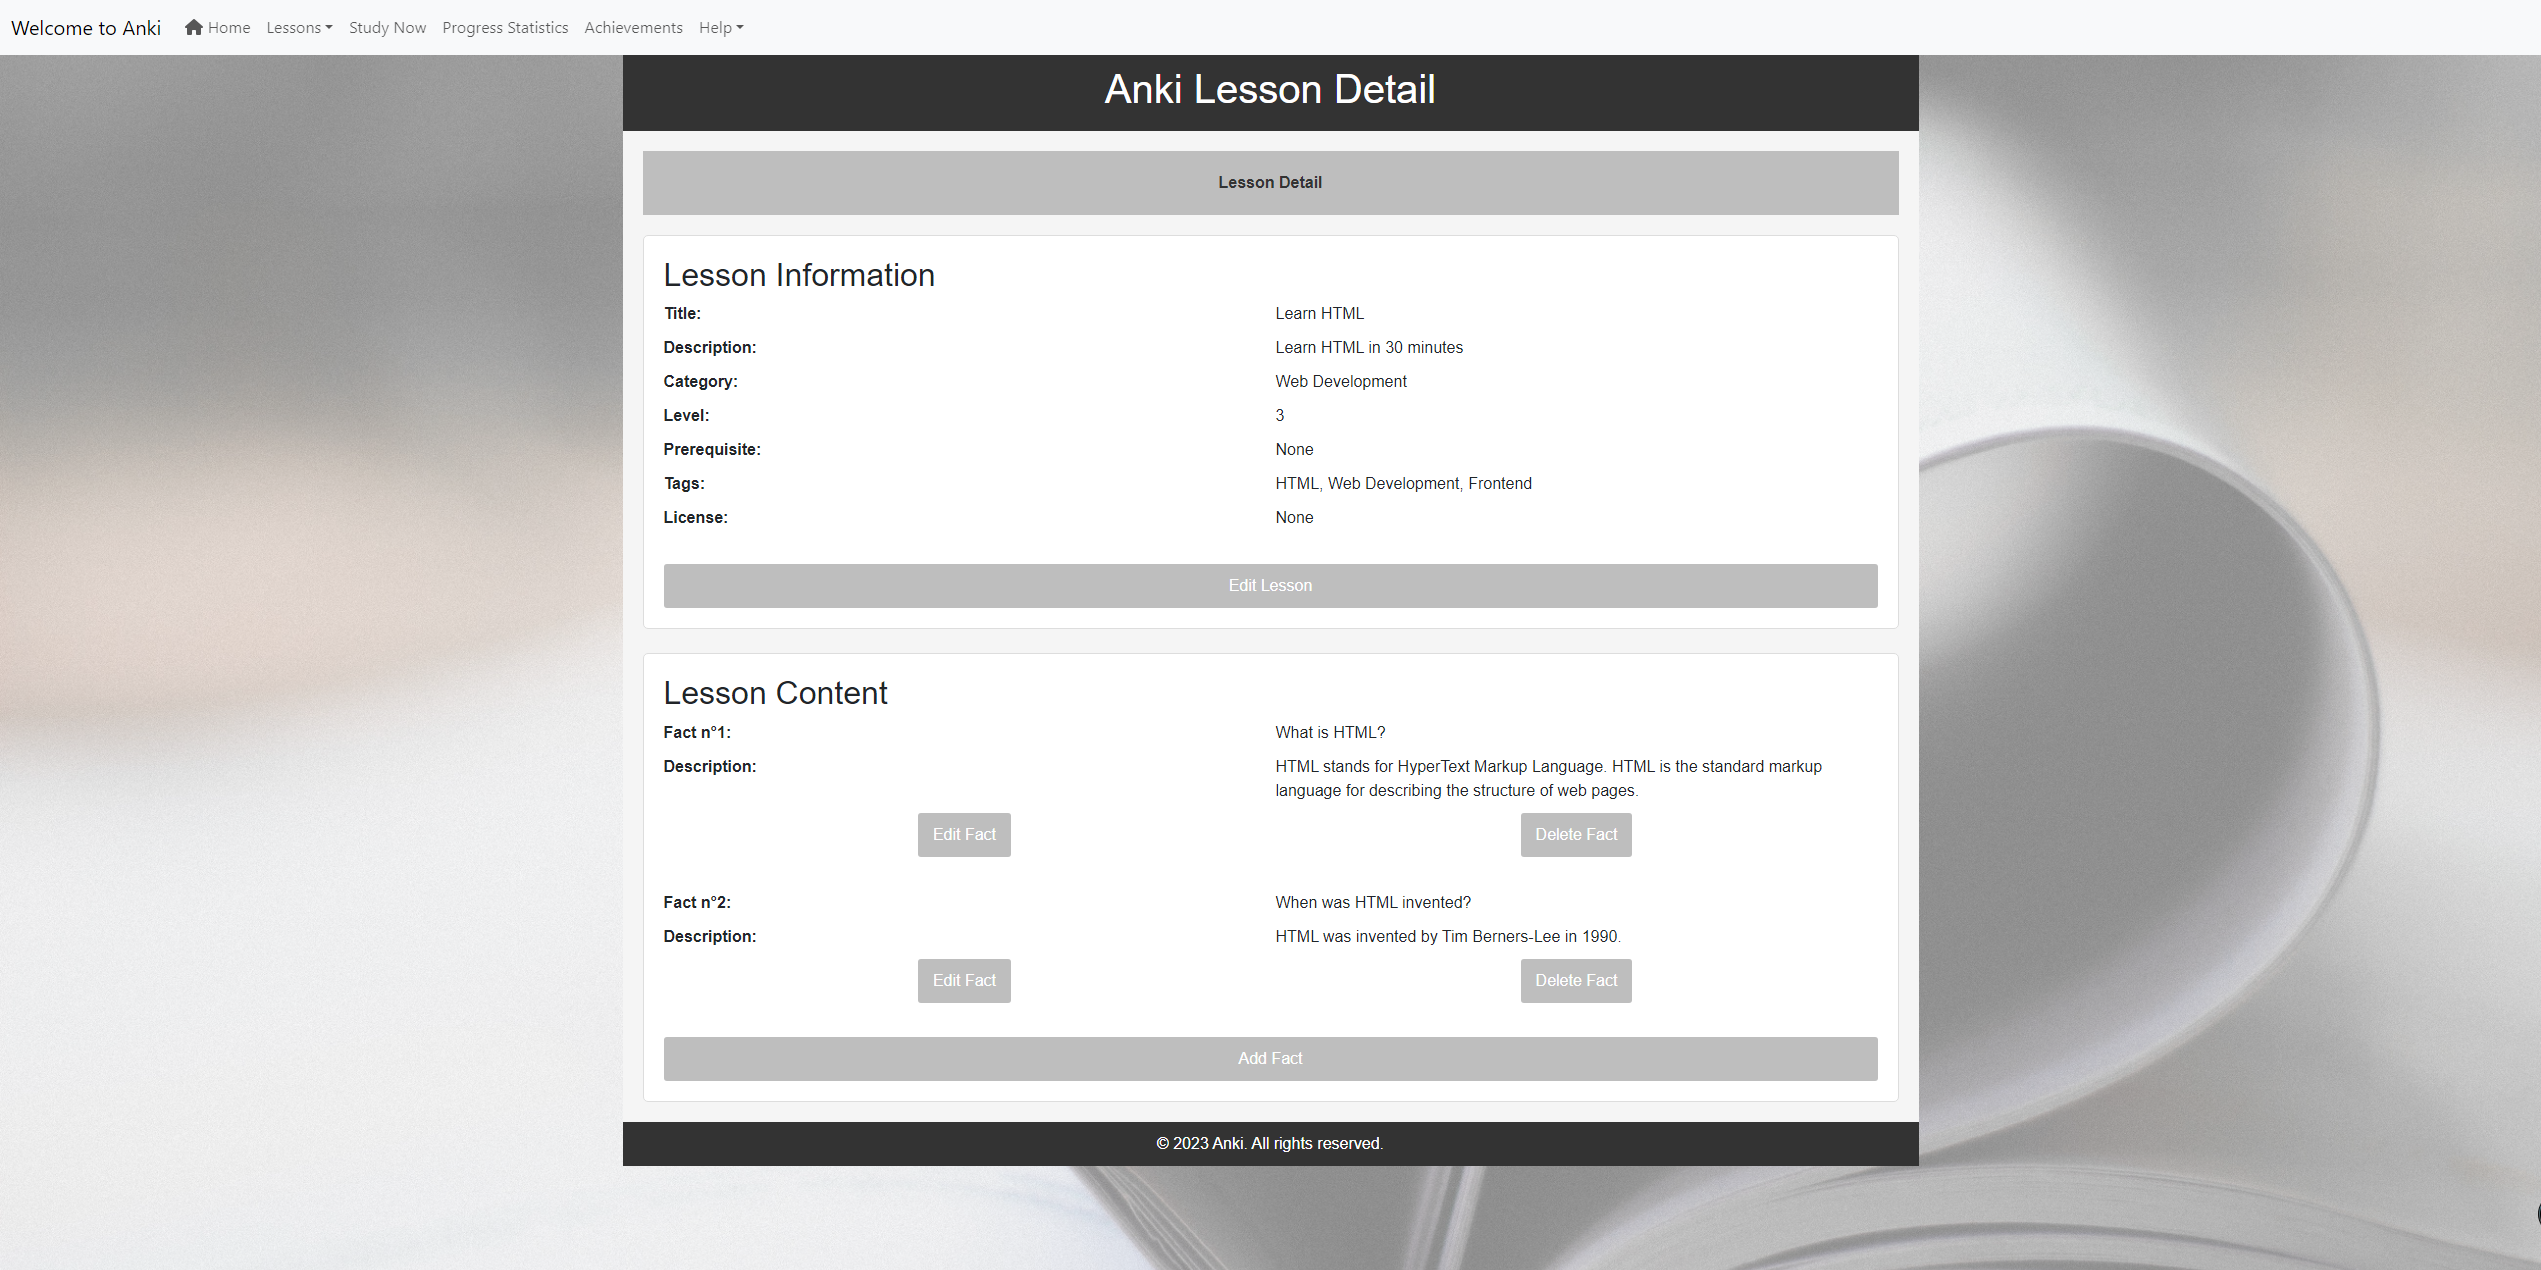 Welcome to Anki Home Lessons Study Now Progress Statistics Achievements Help
Anki Lesson Detail
Lesson Detail
Lesson Information
Title: Learn HTML
Description: Learn HTML in 30 minutes
Category: Web Development
Level: 3
Prerequisite: None
Tags: HTML, Web Development, Frontend
License: None
Edit Lesson
Lesson Content
Fact n°1: What is HTML?
Description: HTML stands for HyperText Markup Language. HTML is the standard markup
language for describing the structure of web pages.
Edit Fact Delete Fact
Fact n°2: When was HTML invented?
Description: HTML was invented by Tim Berners-Lee in 1990.
Edit Fact Delete Fact
Add Fact
© 2023 Anki. All rights reserved.